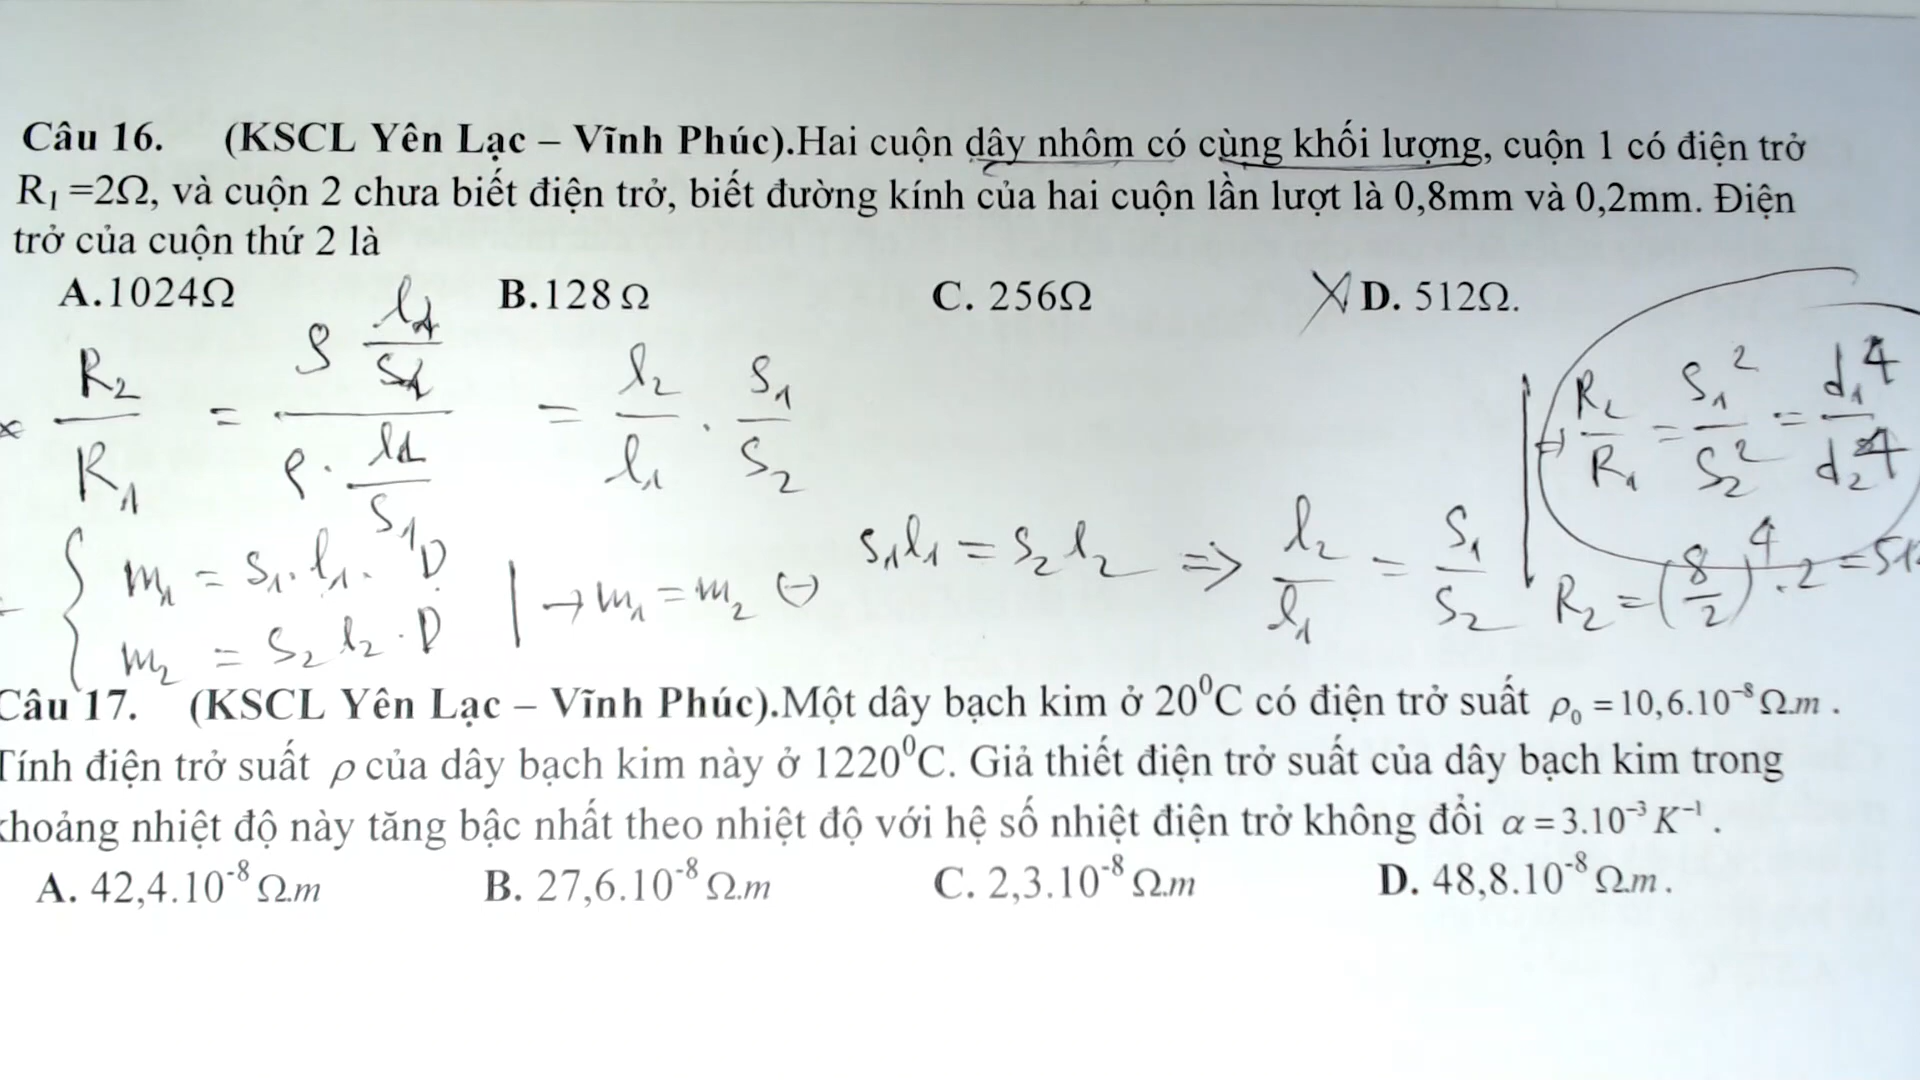 Câu 16. (KSCL Yên Lạc – Vĩnh Phúc).Hai cuộn dây nhôm có cùng khối lượng, cuộn 1 có điện trở
R₁ =2Ω, và cuộn 2 chưa biết điện trở, biết đường kính của hai cuộn lần lượt là 0,8mm và 0,2mm. Điện
trở của cuộn thứ 2 là
A.1024Ω B.128 Ω C. 256Ω D. 512Ω.
R₂/R₁ = = l₂/l₁ . S₁/S₂
→ R₂/R₁ = S₁²/S₂² = d₁⁴/d₂⁴
m₁ = S₁. l₁. D
m₂ = S₂ l₂ . D
→ m₁ = m₂ ⇔ S₁l₁ = S₂l₂ ⇒ l₂/l₁ = S₁/S₂
R₂ = (8/2)⁴ . 2 = 51
Câu 17. (KSCL Yên Lạc – Vĩnh Phúc).Một dây bạch kim ở 20⁰C có điện trở suất ρ₀ = 10,6.10⁻⁸ Ω.m .
Tính điện trở suất ρ của dây bạch kim này ở 1220⁰C. Giả thiết điện trở suất của dây bạch kim trong
khoảng nhiệt độ này tăng bậc nhất theo nhiệt độ với hệ số nhiệt điện trở không đổi α = 3.10⁻³ K⁻¹ .
A. 42,4.10⁻⁸ Ω.m B. 27,6.10⁻⁸ Ω.m C. 2,3.10⁻⁸ Ω.m D. 48,8.10⁻⁸ Ω.m .